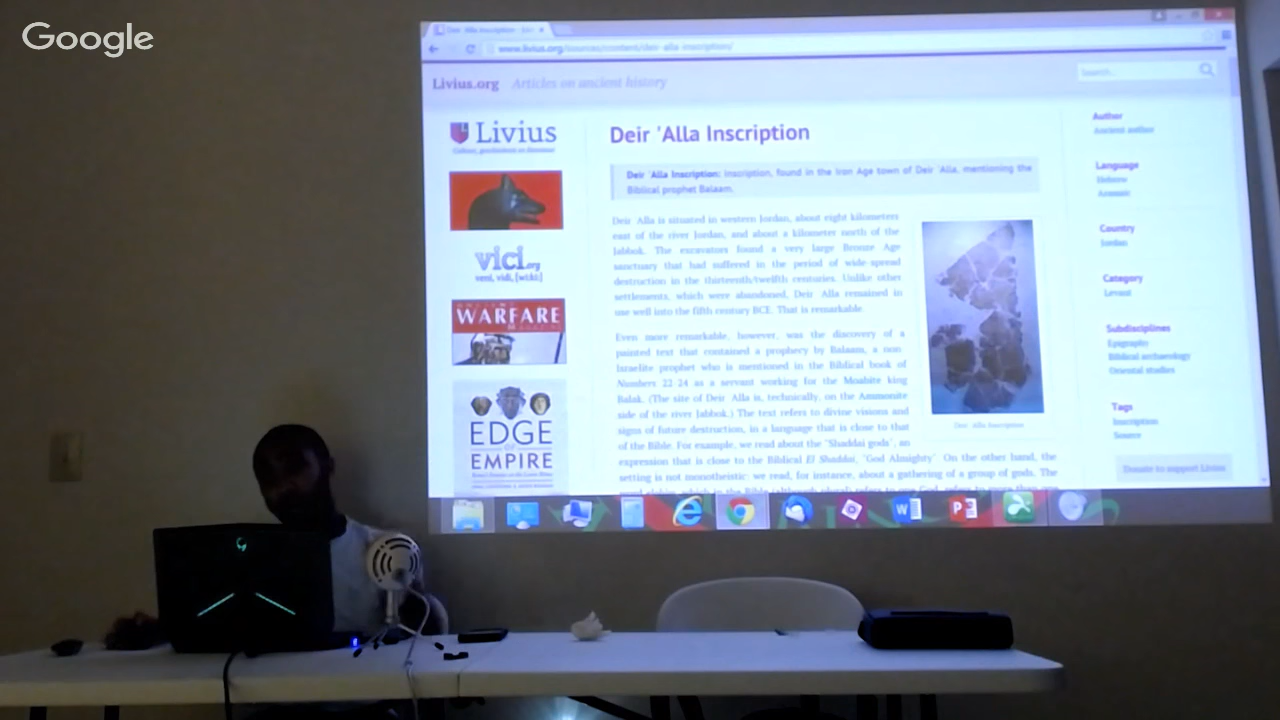 Google
Deir 'Alla Inscription
www.livius.org/sources/content/deir-alla-inscription/
Livius.org Articles on ancient history
Search...
Livius
vici.org
veni, vidi, [wiki]
WARFARE
EDGE
OF
EMPIRE
Deir 'Alla Inscription
Deir 'Alla Inscription: inscription, found in the Iron Age town of Deir 'Alla, mentioning the
Biblical prophet Balaam.
Deir 'Alla is situated in western Jordan, about eight kilometers
east of the river Jordan, and about a kilometer north of the
Jabbok. The excavators found a very large Bronze Age
sanctuary that had suffered in the period of wide-spread
destruction in the thirteenth/twelfth centuries. Unlike other
settlements, which were abandoned, Deir 'Alla remained in
use well into the fifth century BCE. That is remarkable.
Even more remarkable, however, was the discovery of a
painted text that contained a prophecy by Balaam, a non-
Israelite prophet who is mentioned in the Biblical book of
Numbers 22-24 as a servant working for the Moabite king
Balak. (The site of Deir 'Alla is, technically, on the Ammonite
side of the river Jabbok.) The text refers to divine visions and
signs of future destruction, in a language that is close to that
of the Bible. For example, we read about the "Shaddai gods", an
expression that is close to the Biblical El Shaddai, "God Almighty". On the other hand, the
setting is not monotheistic: we read, for instance, about a gathering of a group of gods. The
Deir 'Alla Inscription
Author
Ancient author
Language
Hebrew
Aramaic
Country
Jordan
Category
Levant
Subdisciplines
Epigraphy
Biblical archaeology
Oriental studies
Tags
Inscription
Source
Donate to support Livius